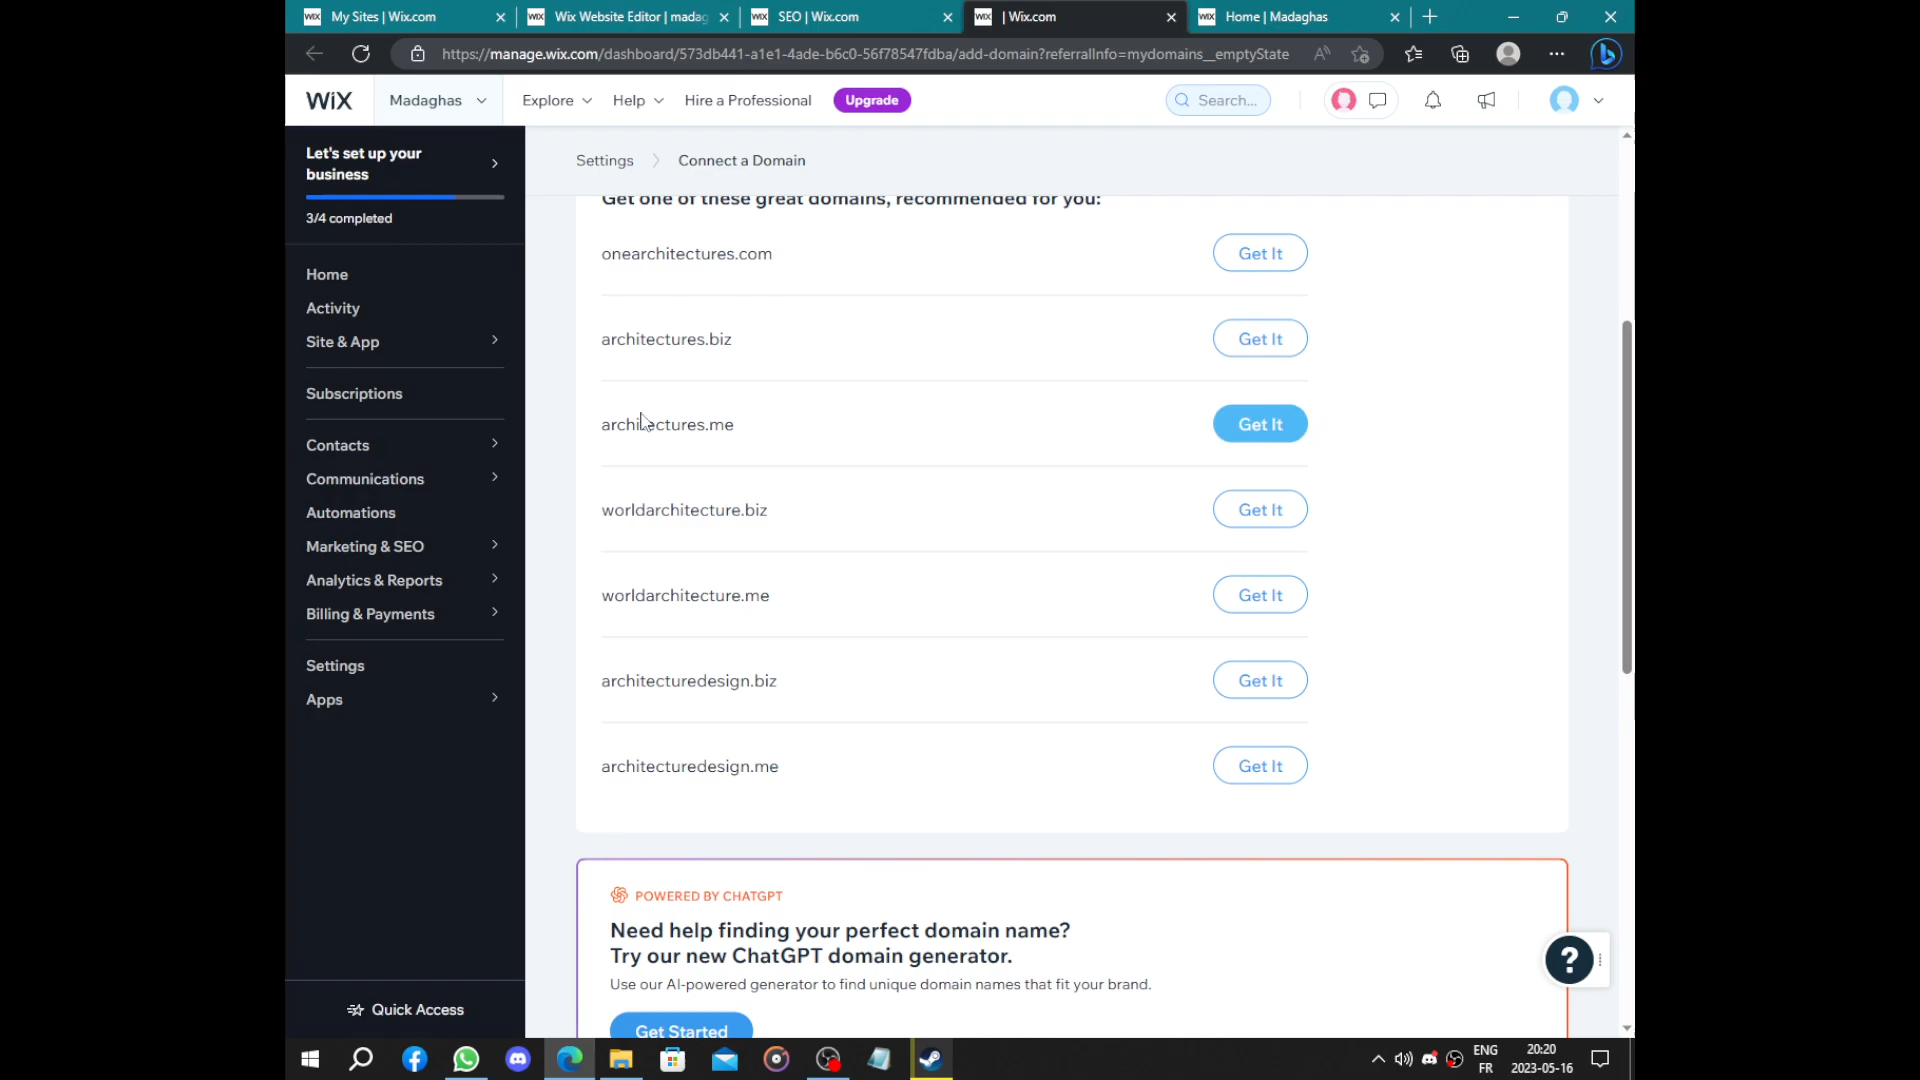 My Sites | Wix.com
Wix Website Editor | madag
SEO | Wix.com
| Wix.com
Home | Madaghas
https://manage.wix.com/dashboard/573db441-a1e1-4ade-b6c0-56f78547fdba/add-domain?referralInfo=mydomains__emptyState
WiX
Madaghas
Explore
Help
Hire a Professional
Upgrade
Search...
Let's set up your
business
3/4 completed
Home
Activity
Site & App
Subscriptions
Contacts
Communications
Automations
Marketing & SEO
Analytics & Reports
Billing & Payments
Settings
Apps
Quick Access
Settings > Connect a Domain
Get one of these great domains, recommended for you:
onearchitectures.com Get It
architectures.biz Get It
architectures.me Get It
worldarchitecture.biz Get It
worldarchitecture.me Get It
architecturedesign.biz Get It
architecturedesign.me Get It
POWERED BY CHATGPT
Need help finding your perfect domain name?
Try our new ChatGPT domain generator.
Use our AI-powered generator to find unique domain names that fit your brand.
Get Started
?
ENG
FR
20:20
2023-05-16